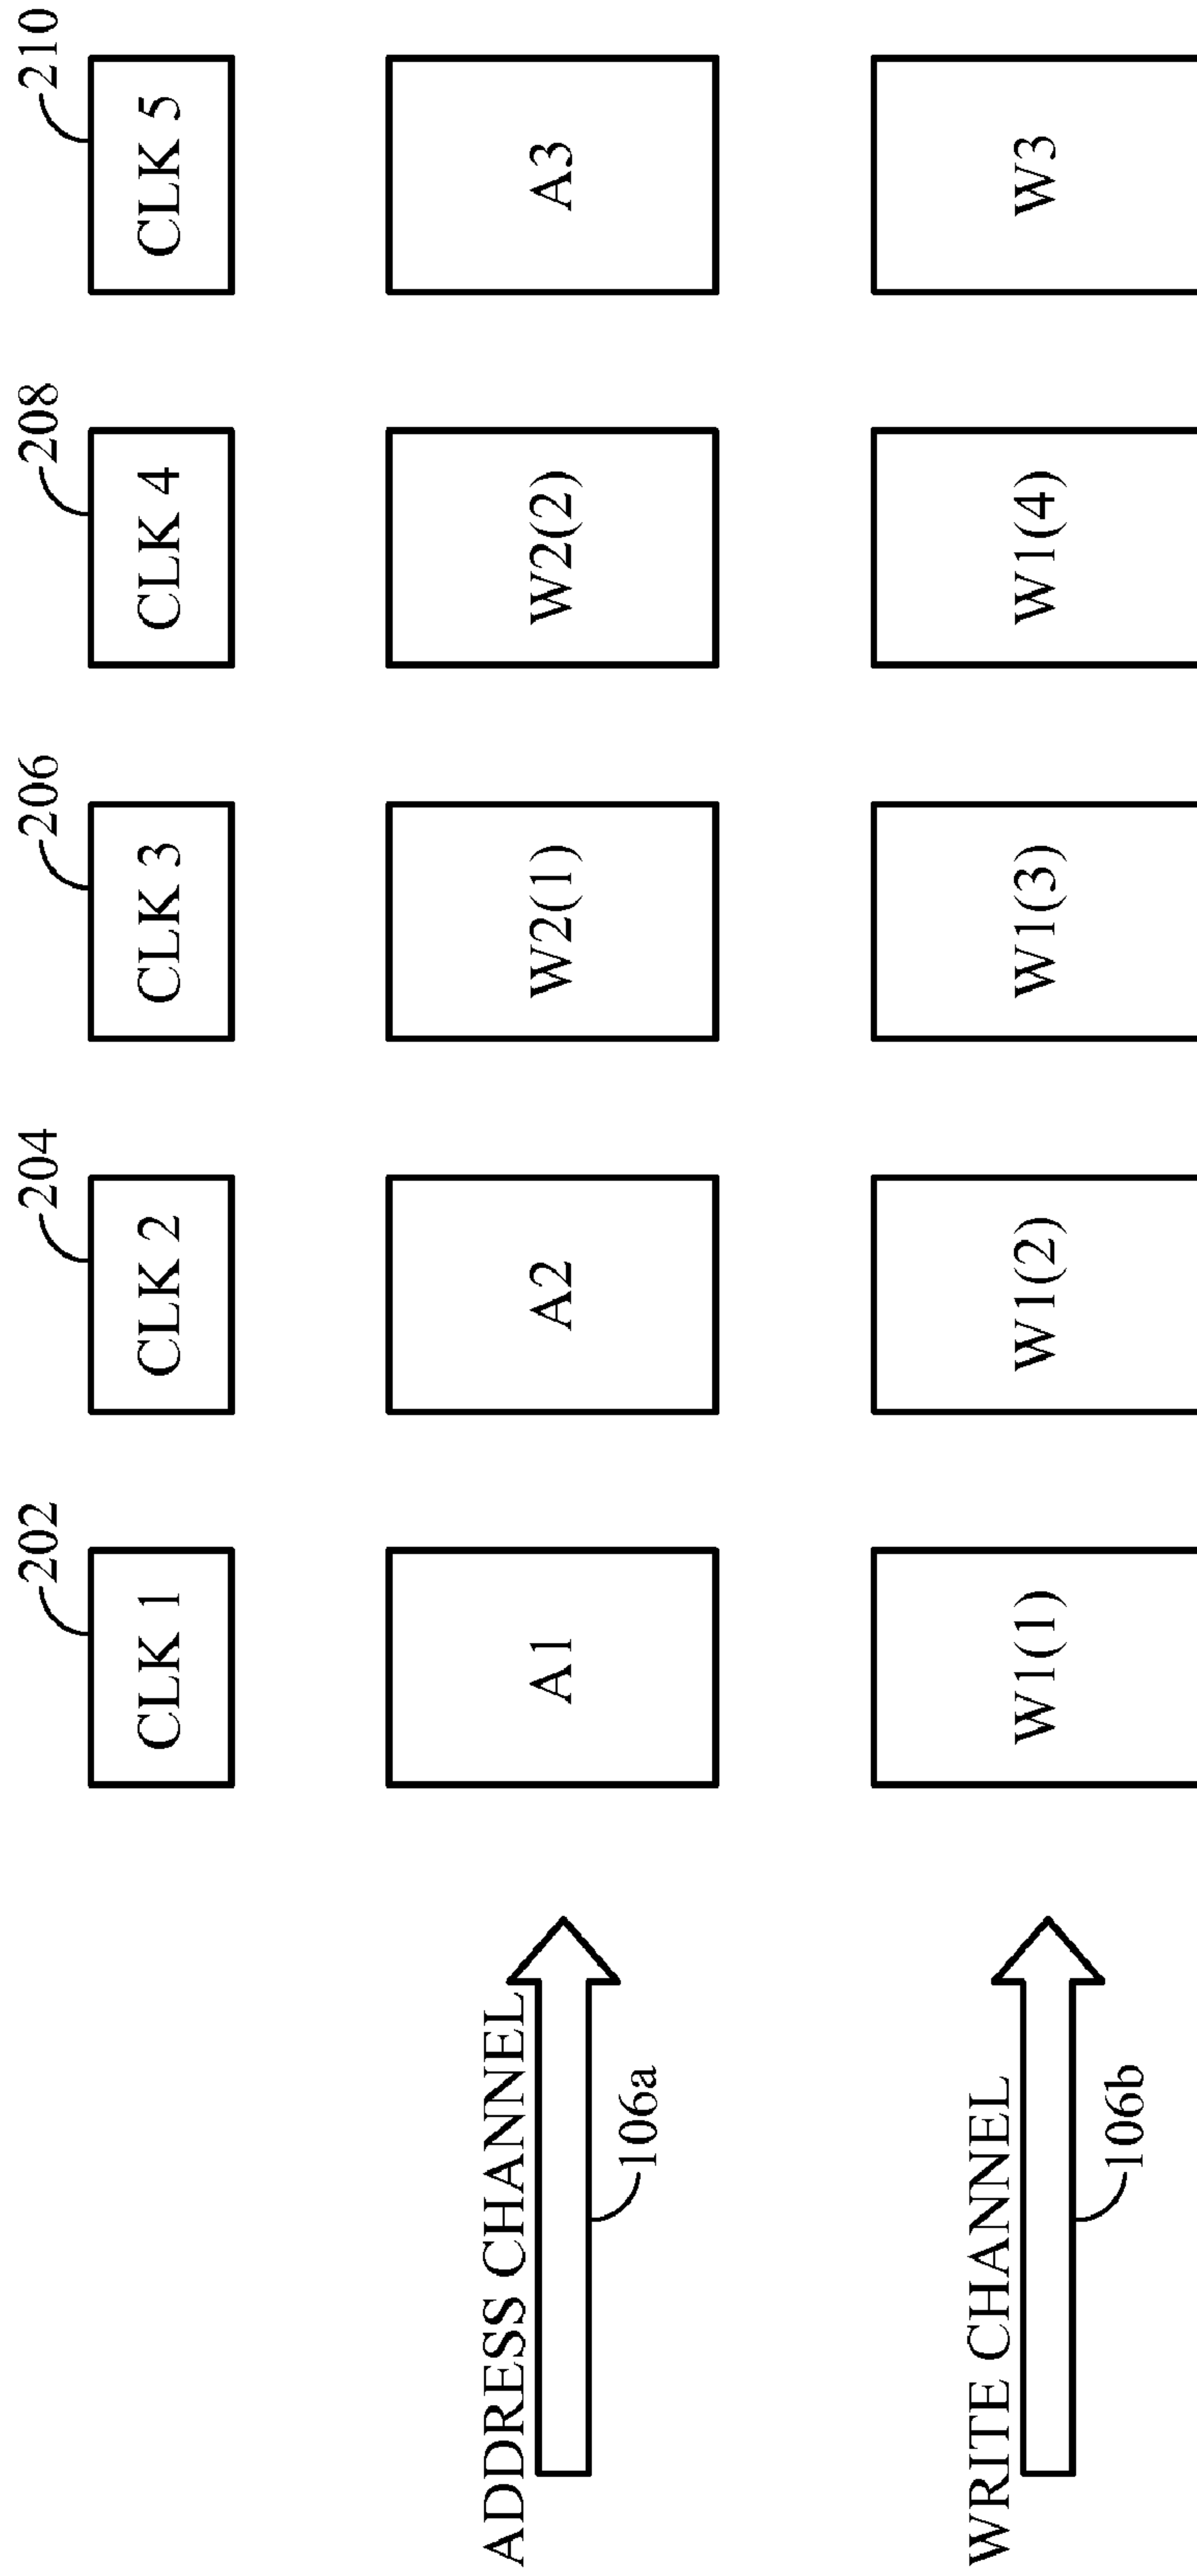 202 204 206 208 210
CLK 1 CLK 2 CLK 3 CLK 4 CLK 5
ADDRESS CHANNEL
106a
A1 A2 W2(1) W2(2) A3
WRITE CHANNEL
106b
W1(1) W1(2) W1(3) W1(4) W3